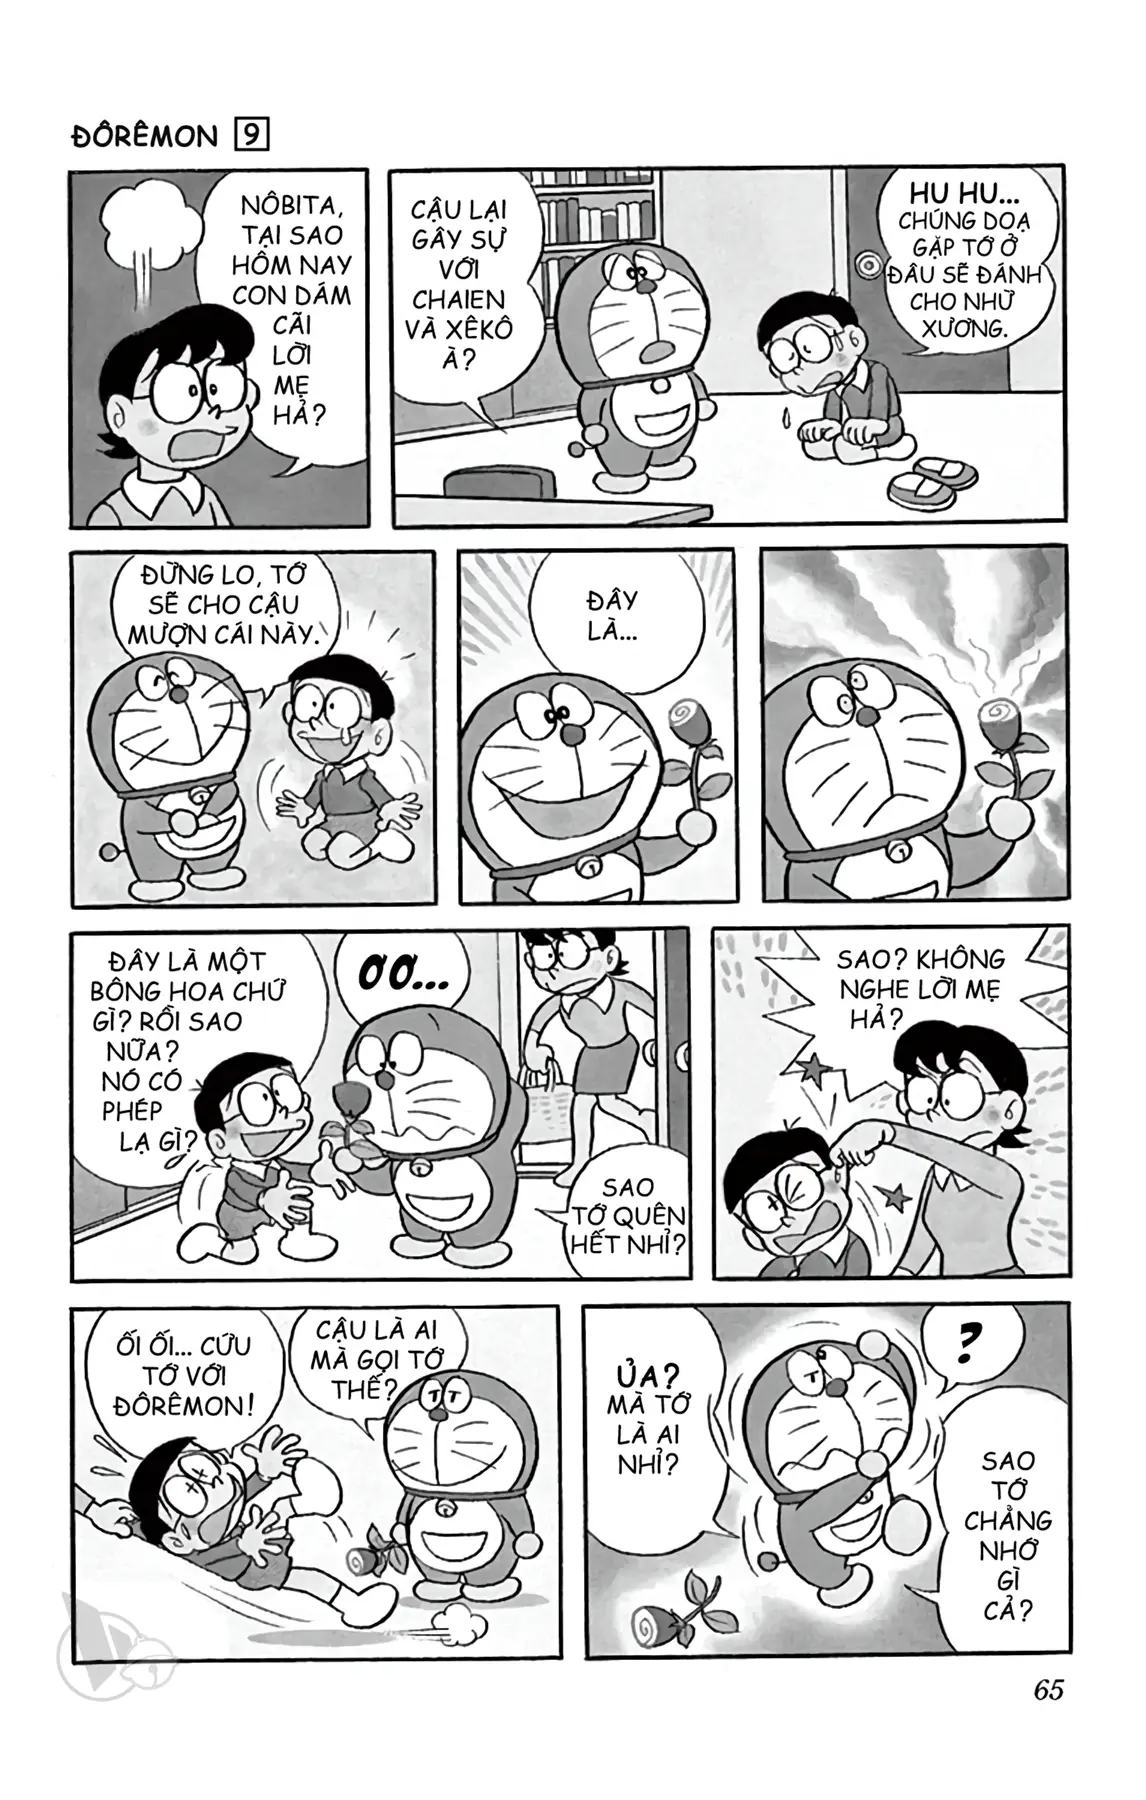 ĐÔRÊMON 9
NÔBITA,
TẠI SAO
HÔM NAY
CON DÁM
CÃI
LỜI
MẸ
HẢ?
CẬU LẠI
GÂY SỰ
VỚI
CHAIEN
VÀ XÊKÔ
À?
HU HU...
CHÚNG DOẠ
GẶP TỚ Ở
ĐÂU SẼ ĐÁNH
CHO NHỪ
XƯƠNG.
ĐỪNG LO, TỚ
SẼ CHO CẬU
MƯỢN CÁI NÀY.
ĐÂY
LÀ...
ĐÂY LÀ MỘT
BÔNG HOA CHỨ
GÌ? RỒI SAO
NỮA?
NÓ CÓ
PHÉP
LẠ GÌ?
ƠƠ...
SAO
TỚ QUÊN
HẾT NHỈ?
SAO? KHÔNG
NGHE LỜI MẸ
HẢ?
ỐI ỐI... CỨU
TỚ VỚI
ĐÔRÊMON!
CẬU LÀ AI
MÀ GỌI TỚ
THẾ?
ỦA?
MÀ TỚ
LÀ AI
NHỈ?
?
SAO
TỚ
CHẲNG
NHỚ
GÌ
CẢ?
65